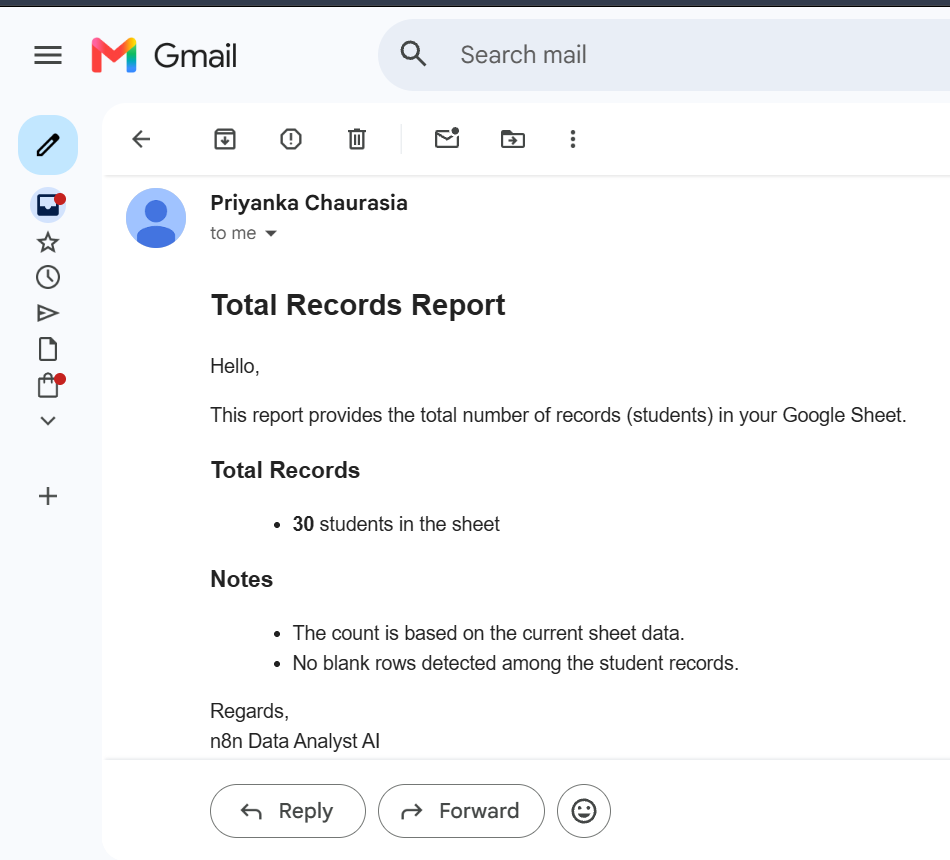 Gmail
Search mail
Priyanka Chaurasia
to me
Total Records Report
Hello,
This report provides the total number of records (students) in your Google Sheet.
Total Records
• 30 students in the sheet
Notes
• The count is based on the current sheet data.
• No blank rows detected among the student records.
Regards,
n8n Data Analyst AI
Reply
Forward